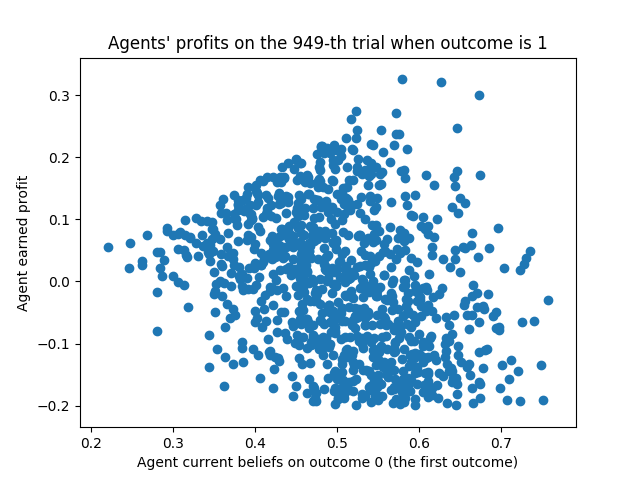 Agents' profits on the 949-th trial when outcome is 1
0.3
0.2
0.1
0.0
−0.1
−0.2
Agent earned profit
0.2 0.3 0.4 0.5 0.6 0.7
Agent current beliefs on outcome 0 (the first outcome)